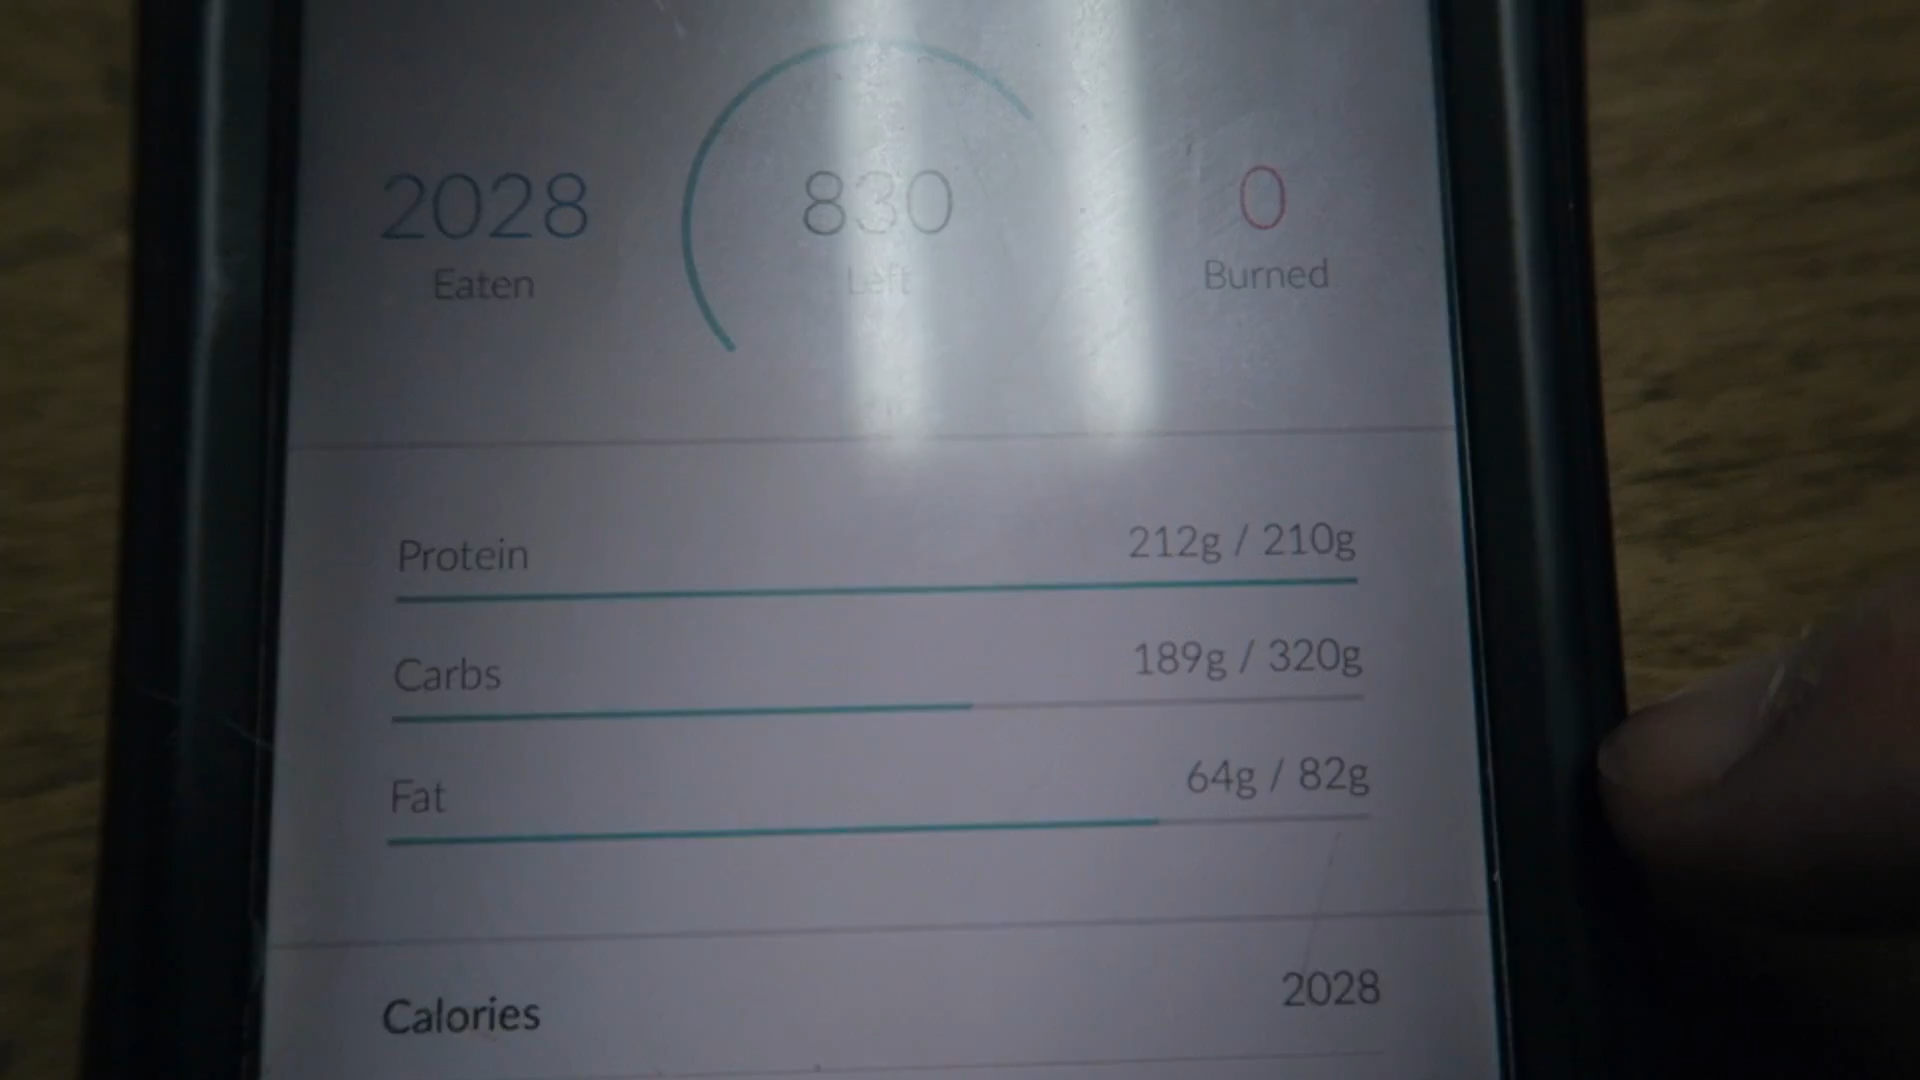 2028 830 0
Eaten Left Burned
Protein 212g / 210g
Carbs 189g / 320g
Fat 64g / 82g
Calories 2028